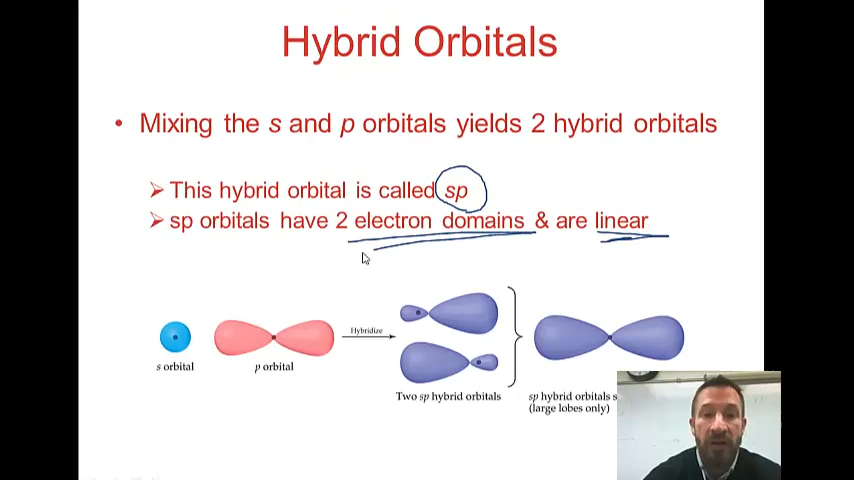 Hybrid Orbitals
• Mixing the s and p orbitals yields 2 hybrid orbitals
➢ This hybrid orbital is called sp
➢ sp orbitals have 2 electron domains & are linear
Hybridize
s orbital
p orbital
Two sp hybrid orbitals
sp hybrid orbitals s
(large lobes only)